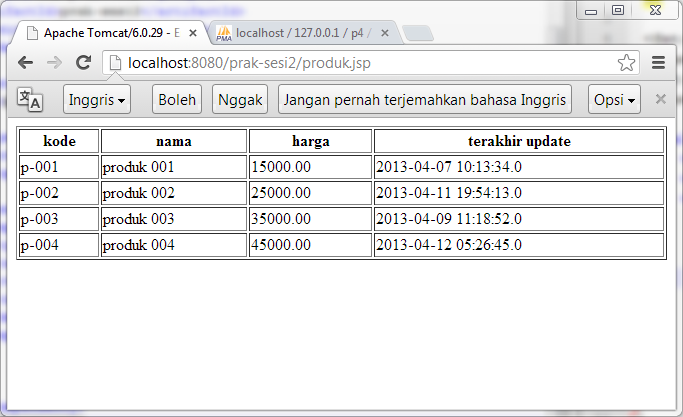 Apache Tomcat/6.0.29 - E
localhost / 127.0.0.1 / p4 /
localhost:8080/prak-sesi2/produk.jsp
Inggris Boleh Nggak Jangan pernah terjemahkan bahasa Inggris Opsi
kode nama harga terakhir update
p-001 produk 001 15000.00 2013-04-07 10:13:34.0
p-002 produk 002 25000.00 2013-04-11 19:54:13.0
p-003 produk 003 35000.00 2013-04-09 11:18:52.0
p-004 produk 004 45000.00 2013-04-12 05:26:45.0